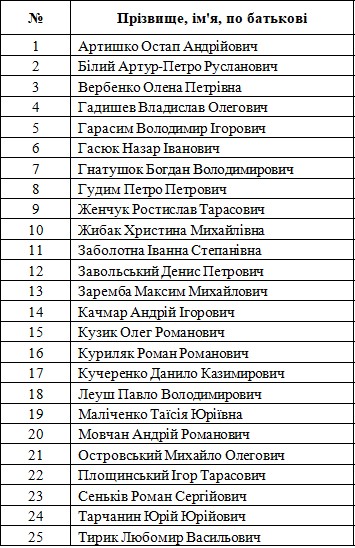 № Прізвище, ім'я, по батькові
1 Артишко Остап Андрійович
2 Білий Артур-Петро Русланович
3 Вербенко Олена Петрівна
4 Гадишев Владислав Олегович
5 Гарасим Володимир Ігорович
6 Гасюк Назар Іванович
7 Гнатушок Богдан Володимирович
8 Гудим Петро Петрович
9 Женчук Ростислав Тарасович
10 Жибак Христина Михайлівна
11 Заболотна Іванна Степанівна
12 Завольський Денис Петрович
13 Заремба Максим Михайлович
14 Качмар Андрій Ігорович
15 Кузик Олег Романович
16 Куриляк Роман Романович
17 Кучеренко Данило Казимирович
18 Леуш Павло Володимирович
19 Маліченко Таїсія Юріївна
20 Мовчан Андрій Романович
21 Островський Михайло Олегович
22 Площинський Ігор Тарасович
23 Сеньків Роман Сергійович
24 Тарчанин Юрій Юрійович
25 Тирик Любомир Васильович